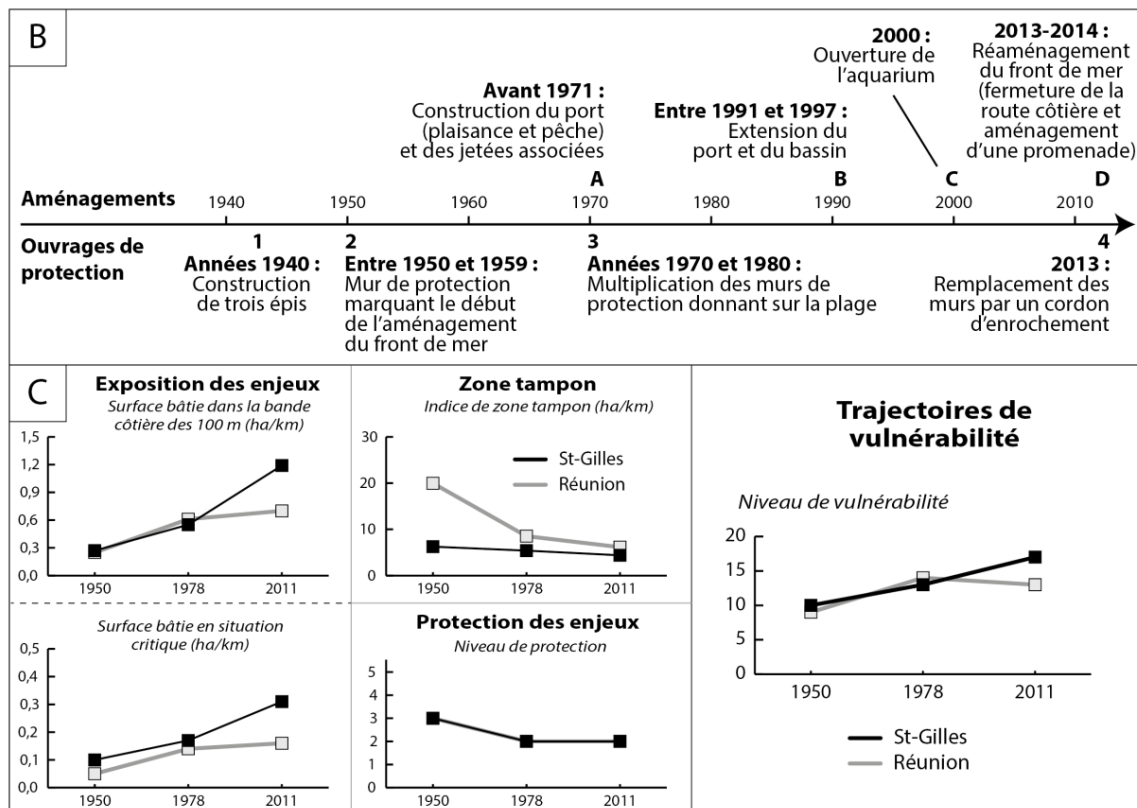 B
2000 :
Ouverture de
l'aquarium
2013-2014 :
Réaménagement
du front de mer
(fermeture de la
route côtière et
aménagement
d'une promenade)
Avant 1971 :
Construction du port
(plaisance et pêche)
et des jetées associées
Entre 1991 et 1997 :
Extension du
port et du bassin
A
B
C
D
Aménagements
1940
1950
1960
1970
1980
1990
2000
2010
Ouvrages de
protection
1
Années 1940 :
Construction
de trois épis
2
Entre 1950 et 1959 :
Mur de protection
marquant le début
de l'aménagement
du front de mer
3
Années 1970 et 1980 :
Multiplication des murs de
protection donnant sur la plage
4
2013 :
Remplacement des
murs par un cordon
d'enrochement
C
Exposition des enjeux
Surface bâtie dans la bande
côtière des 100 m (ha/km)
1,5
1,2
0,9
0,6
0,3
0,0
1950
1978
2011
Zone tampon
Indice de zone tampon (ha/km)
30
20
10
0
St-Gilles
Réunion
1950
1978
2011
Surface bâtie en situation
critique (ha/km)
0,5
0,4
0,3
0,2
0,1
0,0
1950
1978
2011
Protection des enjeux
Niveau de protection
5
4
3
2
1
0
1950
1978
2011
Trajectoires de
vulnérabilité
Niveau de vulnérabilité
20
15
10
5
0
1950
1978
2011
St-Gilles
Réunion